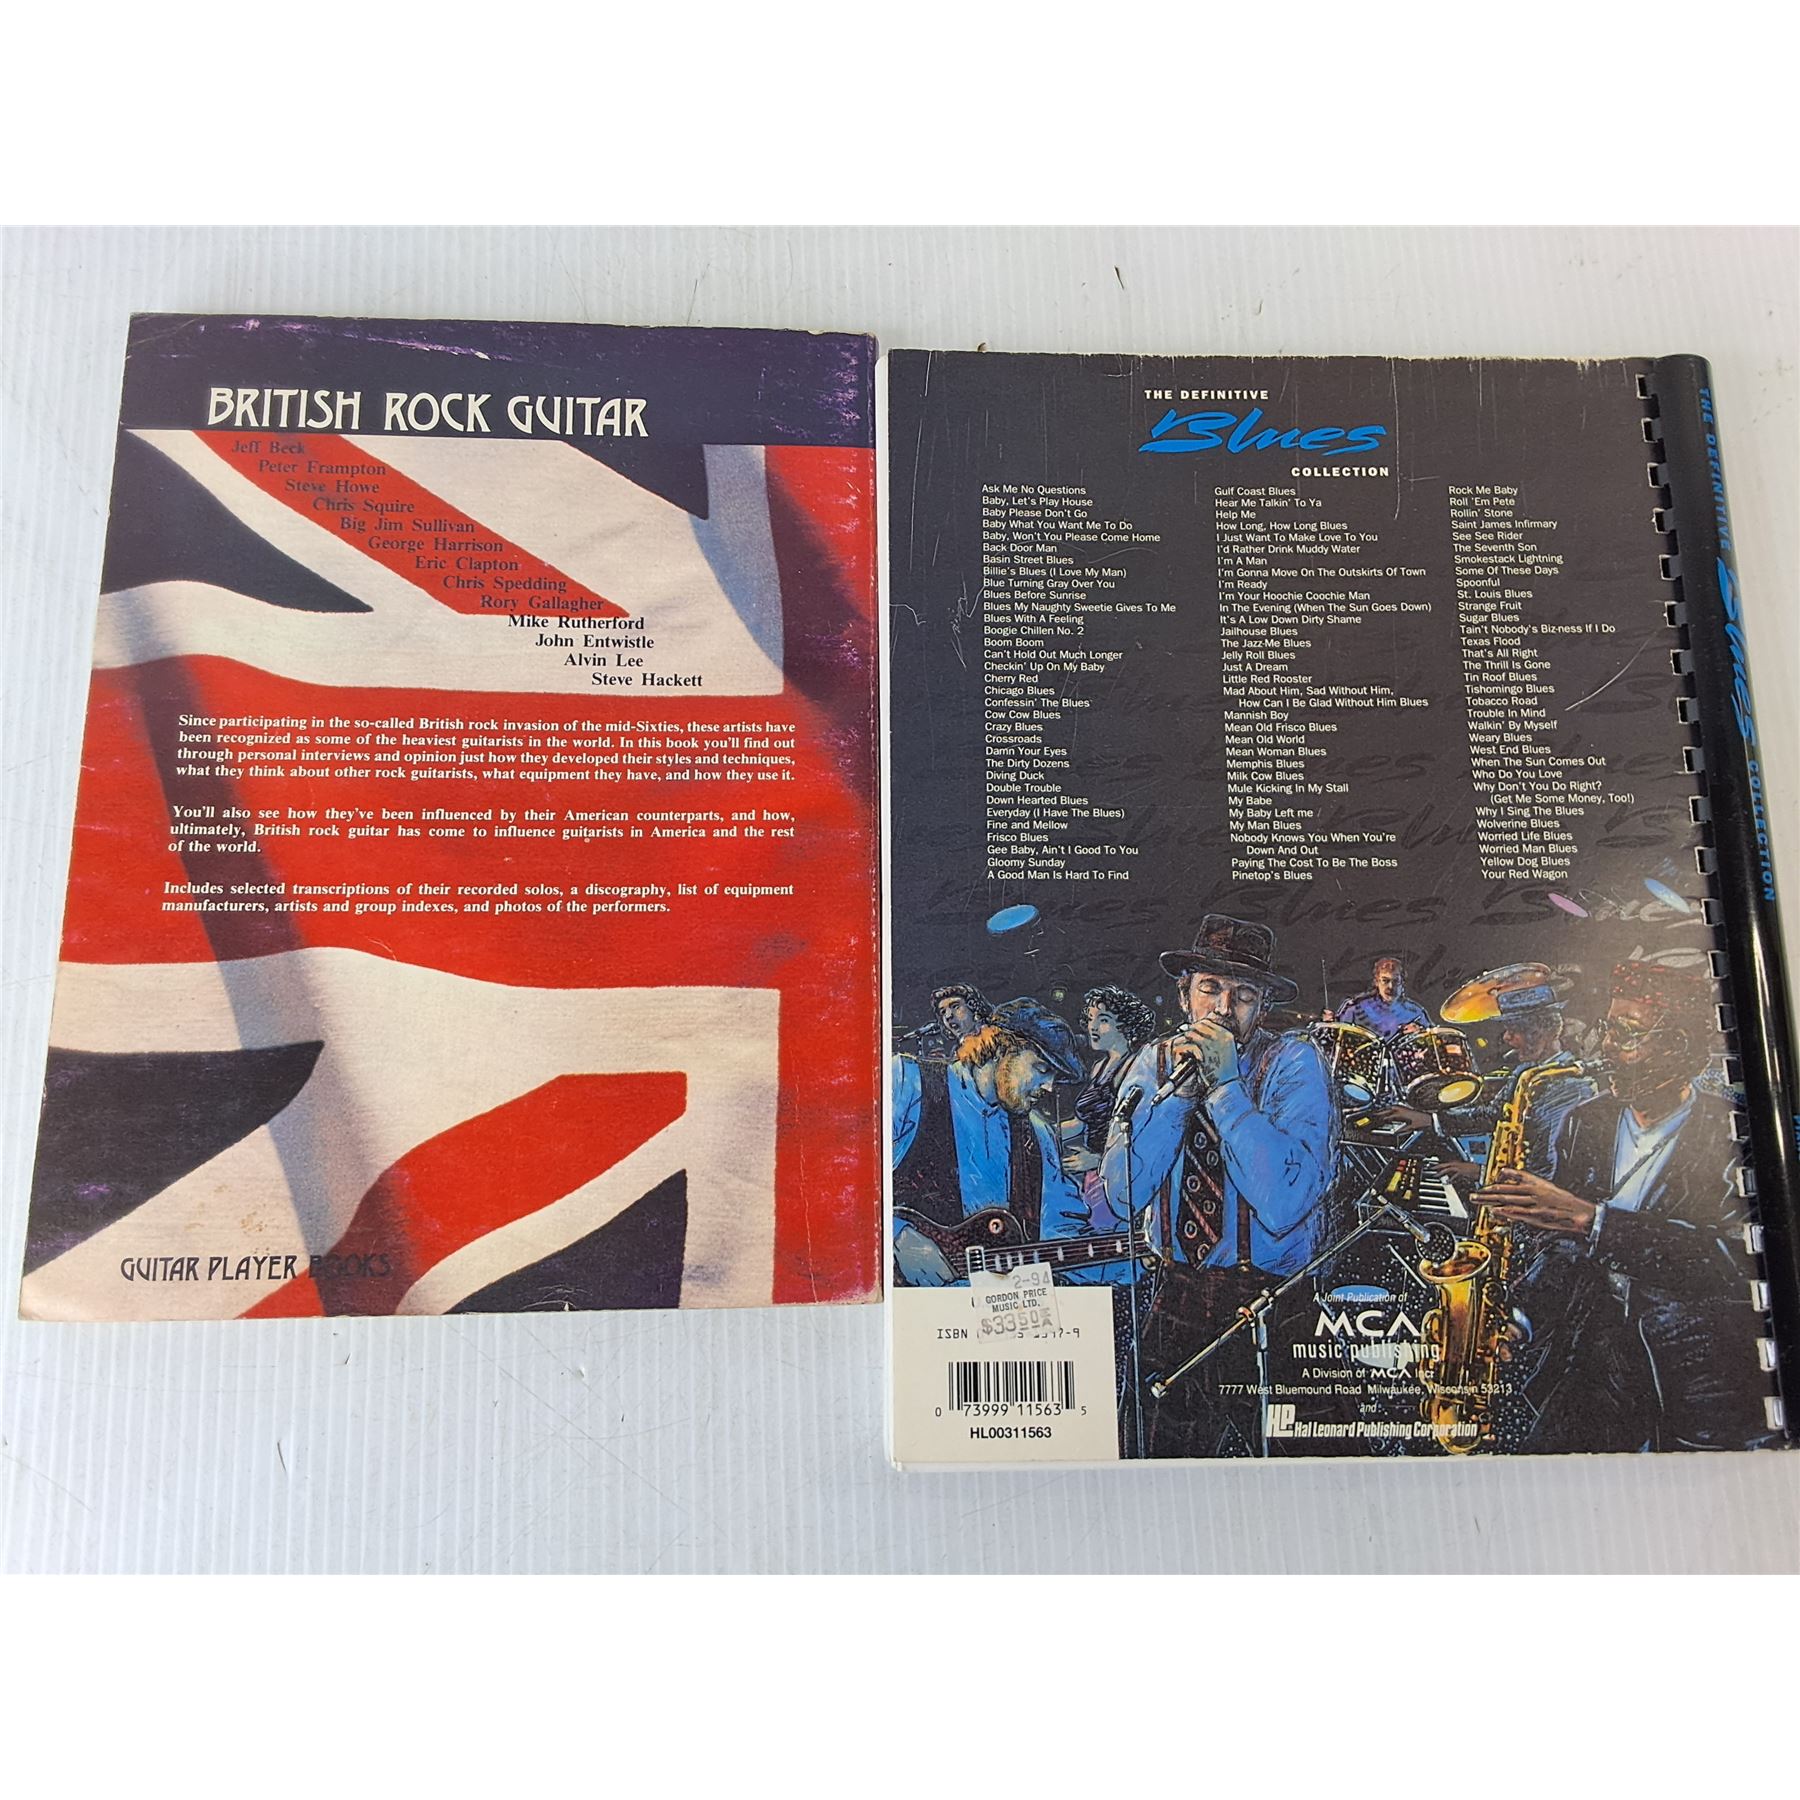 BRITISH ROCK GUITAR
Jeff Beck
Peter Frampton
Steve Howe
Chris Squire
Big Jim Sullivan
George Harrison
Eric Clapton
Chris Spedding
Rory Gallagher
Mike Rutherford
John Entwistle
Alvin Lee
Steve Hackett
Since participating in the so-called British rock invasion of the mid-Sixties, these artists have
been recognized as some of the heaviest guitarists in the world. In this book you'll find out
through personal interviews and opinion just how they developed their styles and techniques,
what they think about other rock guitarists, what equipment they have, and how they use it.
You'll also see how they've been influenced by their American counterparts, and how,
ultimately, British rock guitar has come to influence guitarists in America and the rest
of the world.
Includes selected transcriptions of their recorded solos, a discography, list of equipment
manufacturers, artists and group indexes, and photos of the performers.
GUITAR PLAYER BOOKS
THE DEFINITIVE
Blues
COLLECTION
Ask Me No Questions
Baby, Let's Play House
Baby Please Don't Go
Baby What You Want Me To Do
Baby, Won't You Please Come Home
Back Door Man
Basin Street Blues
Billie's Blues (I Love My Man)
Blue Turning Gray Over You
Blues Before Sunrise
Blues My Naughty Sweetie Gives To Me
Blues With A Feeling
Boogie Chillen No. 2
Boom Boom
Can't Hold Out Much Longer
Checkin' Up On My Baby
Cherry Red
Chicago Blues
Confessin' The Blues
Cow Cow Blues
Crazy Blues
Crossroads
Damn Your Eyes
The Dirty Dozens
Diving Duck
Double Trouble
Down Hearted Blues
Everyday (I Have The Blues)
Fine and Mellow
Frisco Blues
Gee Baby, Ain't I Good To You
Gloomy Sunday
A Good Man Is Hard To Find
Gulf Coast Blues
Hear Me Talkin' To Ya
Help Me
How Long, How Long Blues
I Just Want To Make Love To You
I'd Rather Drink Muddy Water
I'm A Man
I'm Gonna Move On The Outskirts Of Town
I'm Ready
I'm Your Hoochie Coochie Man
In The Evening (When The Sun Goes Down)
It's A Low Down Dirty Shame
Jailhouse Blues
The Jazz-Me Blues
Jelly Roll Blues
Just A Dream
Little Red Rooster
Mad About Him, Sad Without Him,
How Can I Be Glad Without Him Blues
Mannish Boy
Mean Old Frisco Blues
Mean Old World
Mean Woman Blues
Memphis Blues
Milk Cow Blues
Mule Kicking In My Stall
My Babe
My Baby Left me
My Man Blues
Nobody Knows You When You're
Down And Out
Paying The Cost To Be The Boss
Pinetop's Blues
Rock Me Baby
Roll 'Em Pete
Rollin' Stone
Saint James Infirmary
See See Rider
The Seventh Son
Smokestack Lightning
Some Of These Days
Spoonful
St. Louis Blues
Strange Fruit
Sugar Blues
Tain't Nobody's Biz-ness If I Do
Texas Flood
That's All Right
The Thrill Is Gone
Tin Roof Blues
Tishomingo Blues
Tobacco Road
Trouble In Mind
Walkin' By Myself
Weary Blues
West End Blues
When The Sun Comes Out
Who Do You Love
Why Don't You Do Right?
(Get Me Some Money, Too!)
Why I Sing The Blues
Wolverine Blues
Worried Life Blues
Worried Man Blues
Yellow Dog Blues
Your Red Wagon
2-94
GORDON PRICE
MUSIC LTD.
$33.50
ISBN
0 73999 11563 5
HL00311563
A Joint Publication of
MCA
music publishing
A Division of MCA Inc.
7777 West Bluemound Road Milwaukee, Wisconsin 53213
and
HL Hal Leonard Publishing Corporation
THE DEFINITIVE Blues COLLECTION